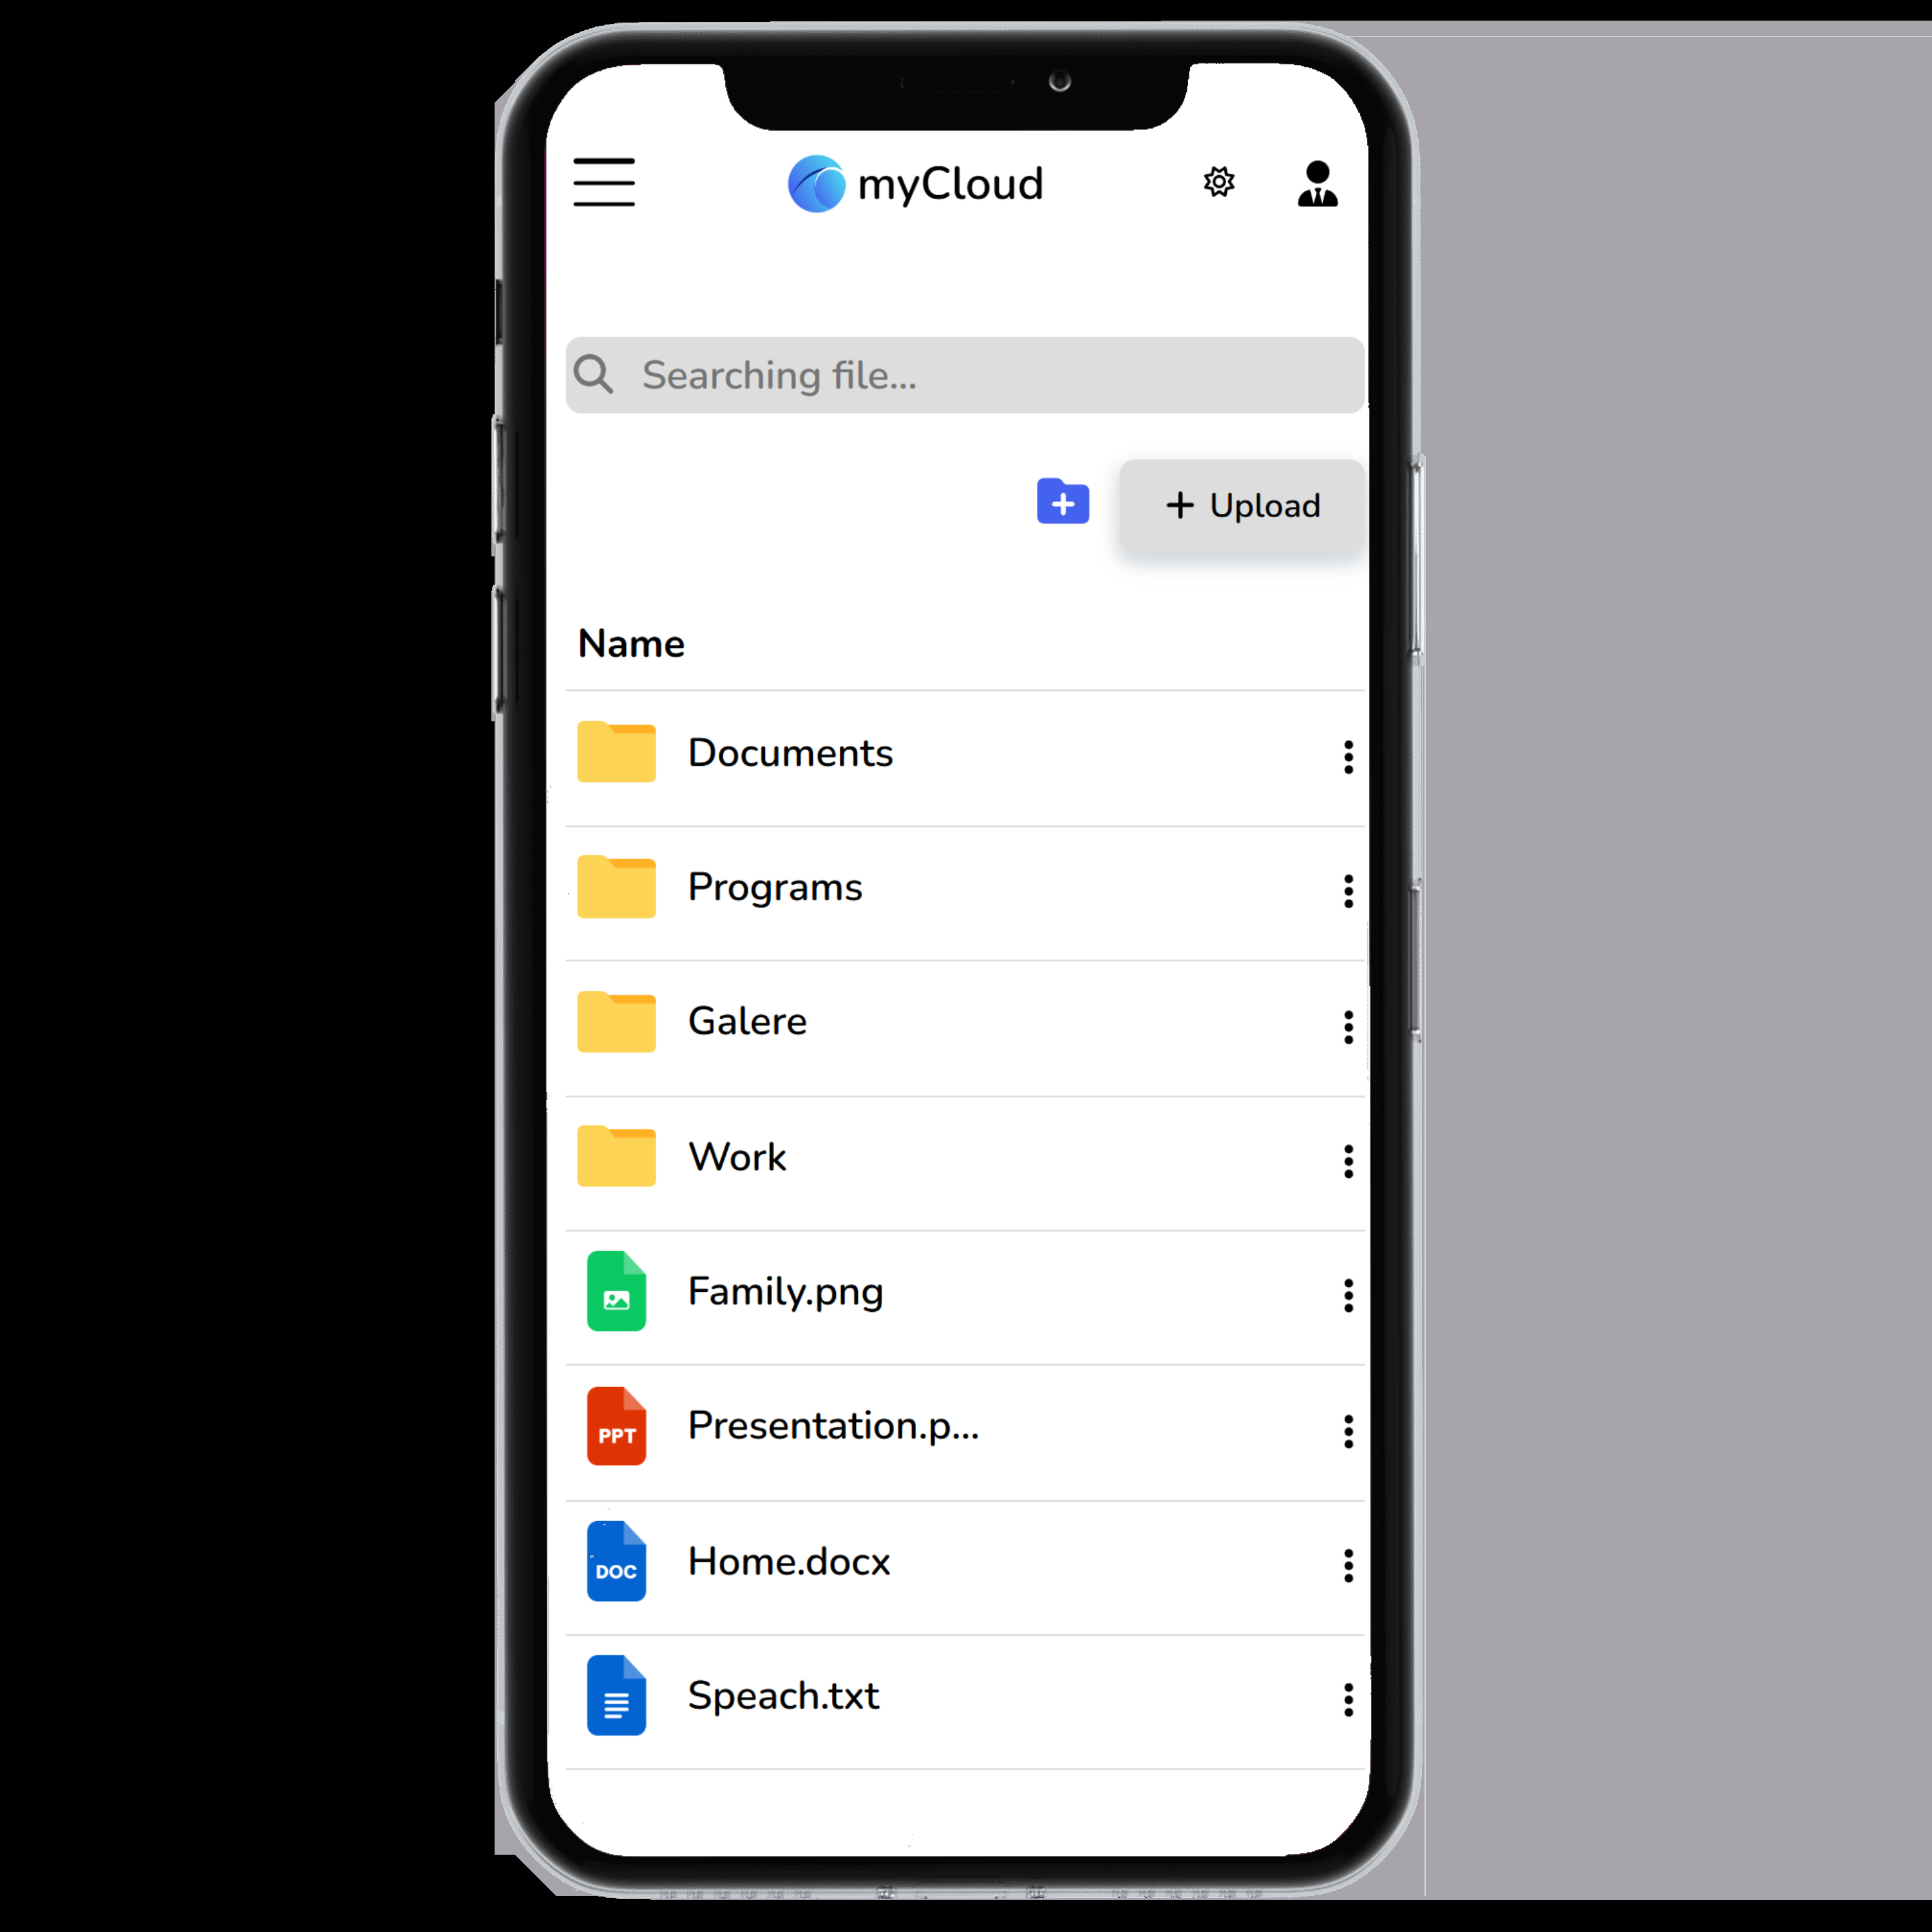 myCloud
Searching file...
+ Upload
Name
Documents
Programs
Galere
Work
Family.png
PPT Presentation.p...
DOC Home.docx
Speach.txt